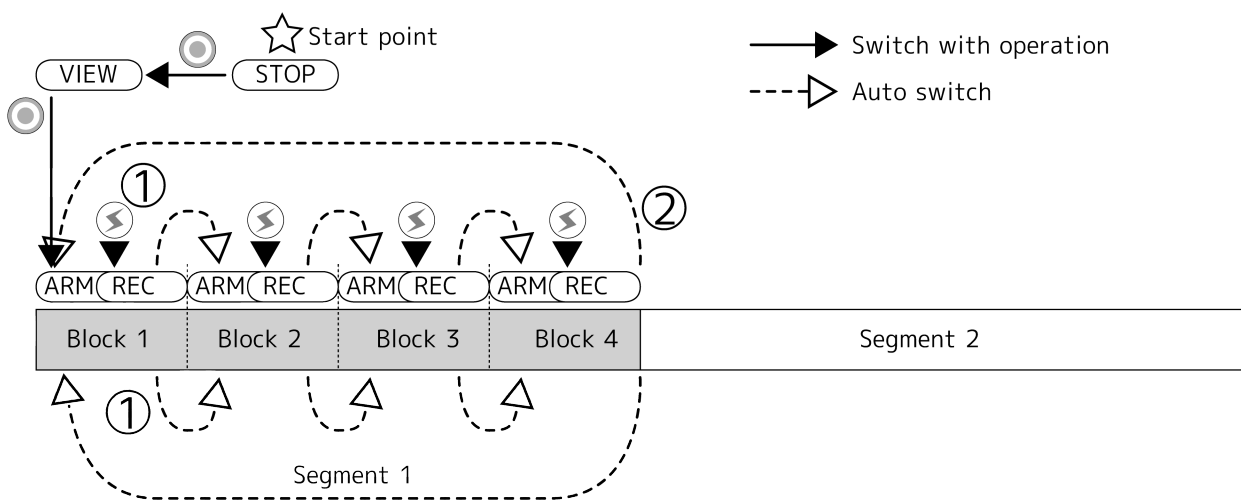 Start point
Switch with operation
VIEW
STOP
Auto switch
①
②
ARM REC ARM REC ARM REC ARM REC
Block 1 Block 2 Block 3 Block 4 Segment 2
①
Segment 1